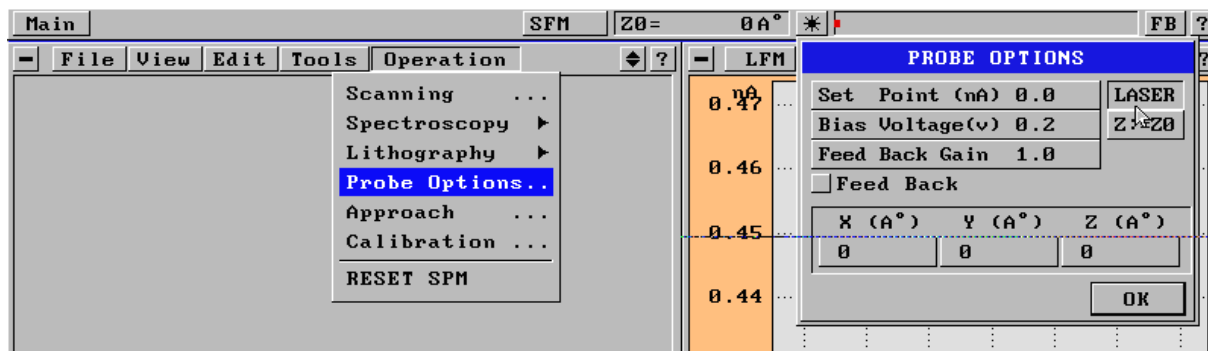 Main SFM Z0= 0A° FB ?
File View Edit Tools Operation ?
Scanning ...
Spectroscopy
Lithography
Probe Options..
Approach ...
Calibration ...
RESET SPM
LFM
nA
0.47
0.46
0.45
0.44
PROBE OPTIONS
Set Point (nA) 0.0 LASER
Bias Voltage(v) 0.2
Feed Back Gain 1.0
Feed Back
X (A°) Y (A°) Z (A°)
0 0 0
OK